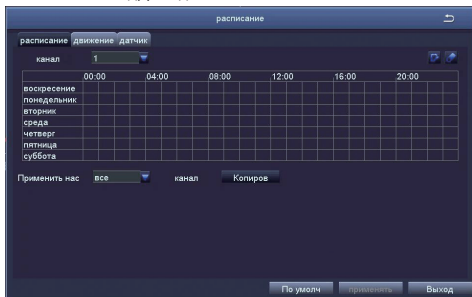 расписание
расписание движение датчик
канал 1
00:00 04:00 08:00 12:00 16:00 20:00
воскресение
понедельник
вторник
среда
четверг
пятница
суббота
Применить нас все канал Копиров
По умолч применять Выход